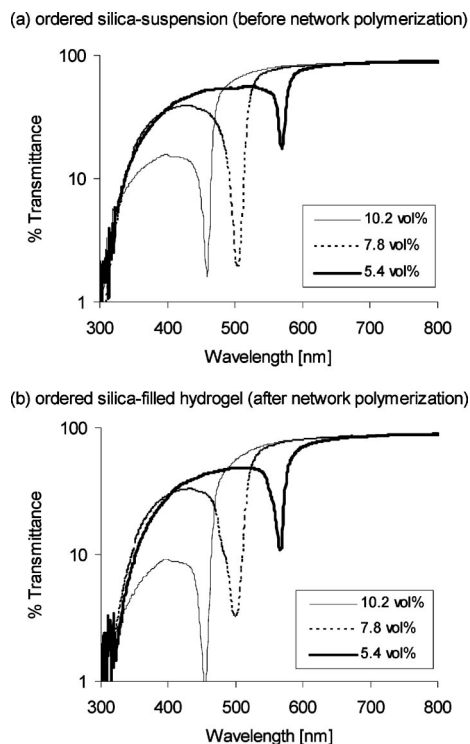 (a) ordered silica-suspension (before network polymerization)
100
10
1
% Transmittance
10.2 vol%
7.8 vol%
5.4 vol%
300 400 500 600 700 800
Wavelength [nm]
(b) ordered silica-filled hydrogel (after network polymerization)
100
10
1
% Transmittance
10.2 vol%
7.8 vol%
5.4 vol%
300 400 500 600 700 800
Wavelength [nm]